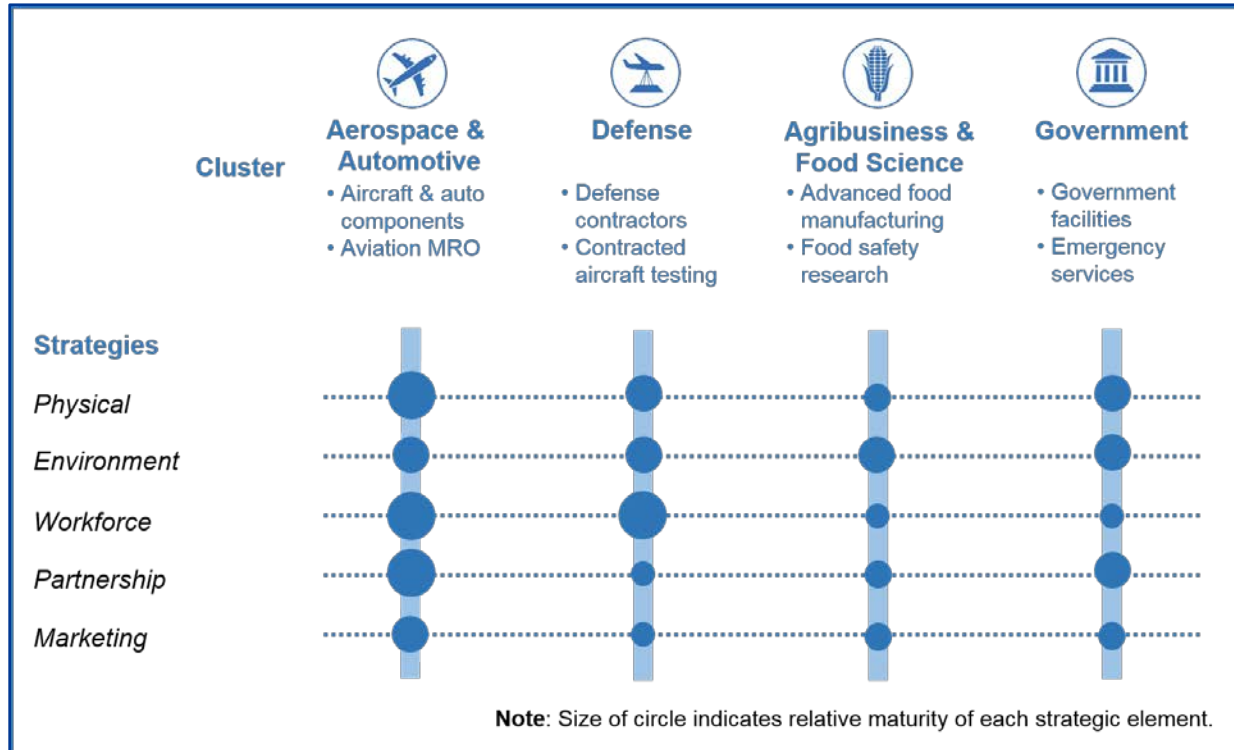 Cluster
Aerospace &
Automotive
• Aircraft & auto
components
• Aviation MRO
Defense
• Defense
contractors
• Contracted
aircraft testing
Agribusiness &
Food Science
• Advanced food
manufacturing
• Food safety
research
Government
• Government
facilities
• Emergency
services
Strategies
Physical
Environment
Workforce
Partnership
Marketing
Note: Size of circle indicates relative maturity of each strategic element.